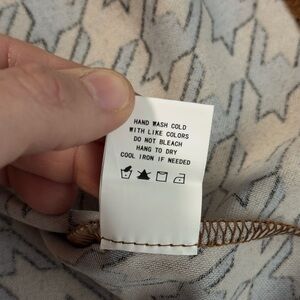 HAND WASH COLD
WITH LIKE COLORS
DO NOT BLEACH
HANG TO DRY
COOL IRON IF NEEDED